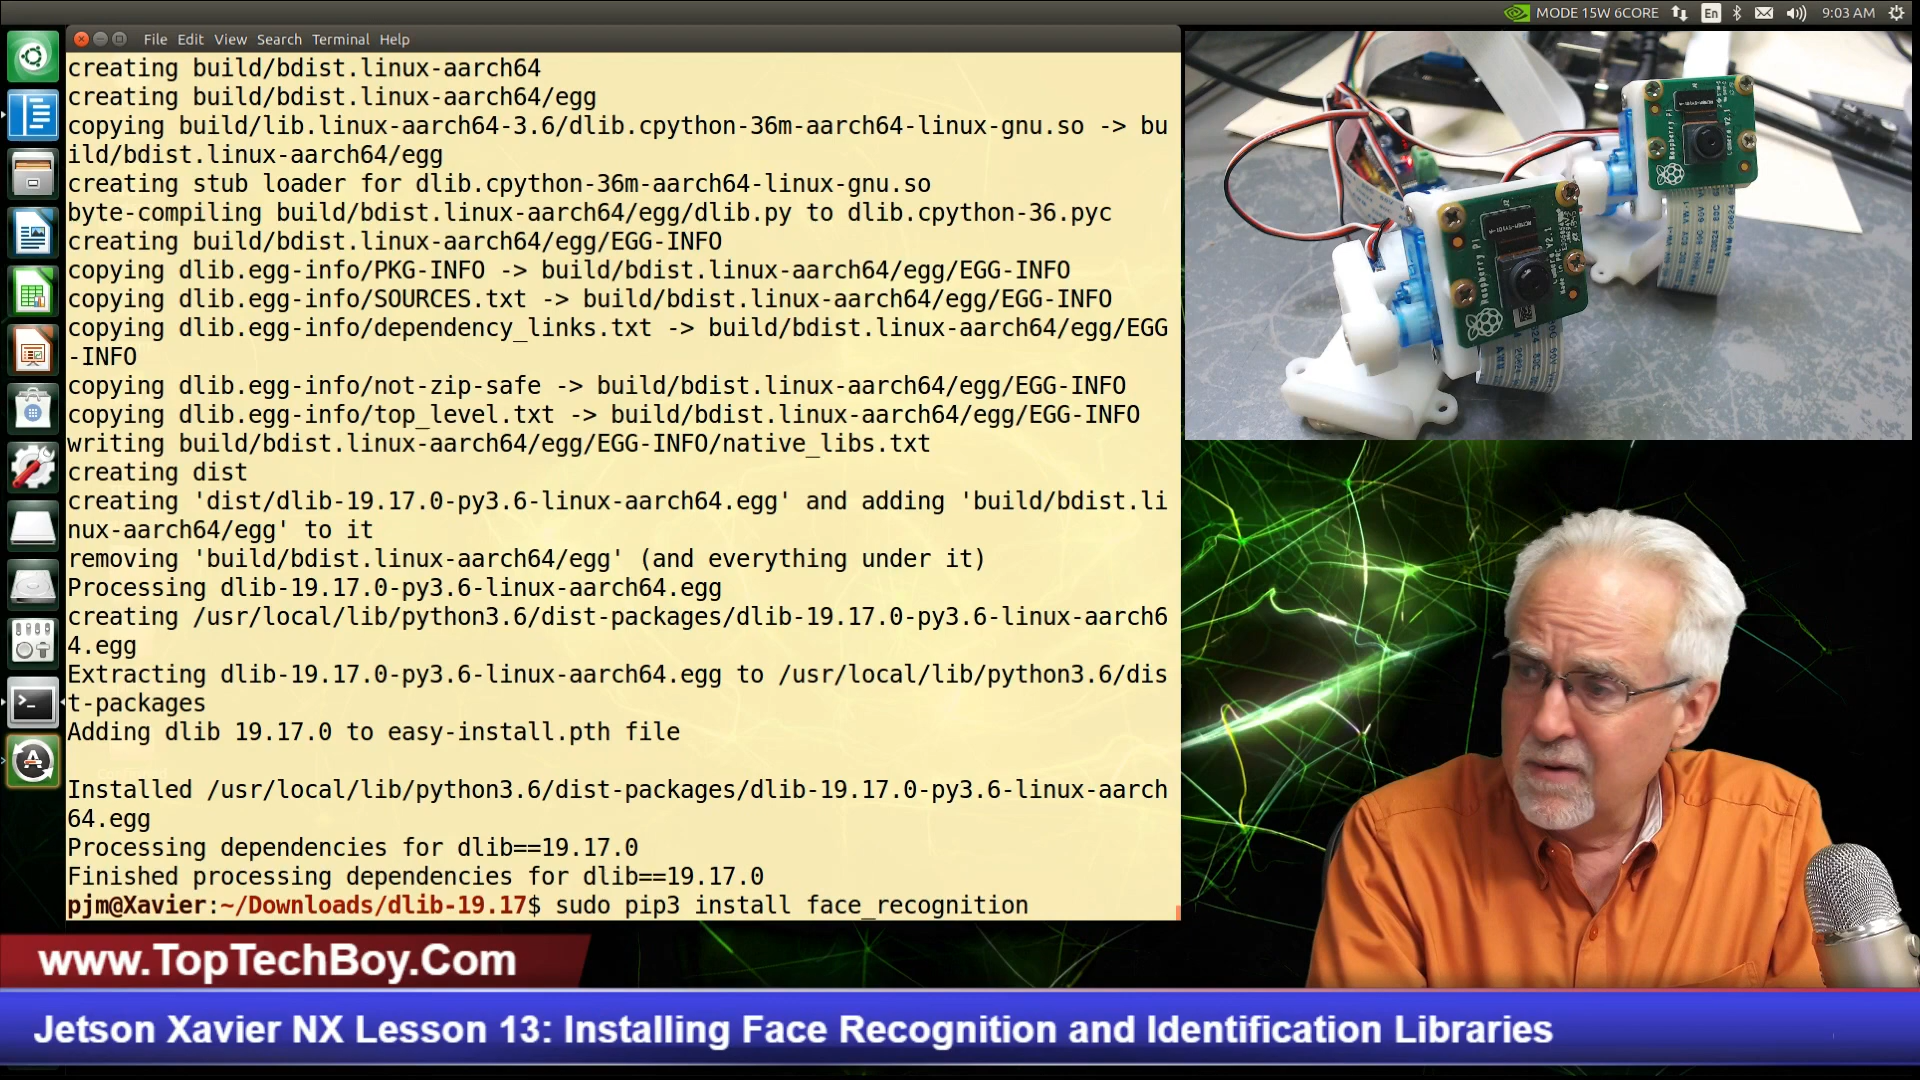 MODE 15W 6CORE En 9:03 AM
File Edit View Search Terminal Help
creating build/bdist.linux-aarch64
creating build/bdist.linux-aarch64/egg
copying build/lib.linux-aarch64-3.6/dlib.cpython-36m-aarch64-linux-gnu.so -> bu
ild/bdist.linux-aarch64/egg
creating stub loader for dlib.cpython-36m-aarch64-linux-gnu.so
byte-compiling build/bdist.linux-aarch64/egg/dlib.py to dlib.cpython-36.pyc
creating build/bdist.linux-aarch64/egg/EGG-INFO
copying dlib.egg-info/PKG-INFO -> build/bdist.linux-aarch64/egg/EGG-INFO
copying dlib.egg-info/SOURCES.txt -> build/bdist.linux-aarch64/egg/EGG-INFO
copying dlib.egg-info/dependency_links.txt -> build/bdist.linux-aarch64/egg/EGG
-INFO
copying dlib.egg-info/not-zip-safe -> build/bdist.linux-aarch64/egg/EGG-INFO
copying dlib.egg-info/top_level.txt -> build/bdist.linux-aarch64/egg/EGG-INFO
writing build/bdist.linux-aarch64/egg/EGG-INFO/native_libs.txt
creating dist
creating 'dist/dlib-19.17.0-py3.6-linux-aarch64.egg' and adding 'build/bdist.li
nux-aarch64/egg' to it
removing 'build/bdist.linux-aarch64/egg' (and everything under it)
Processing dlib-19.17.0-py3.6-linux-aarch64.egg
creating /usr/local/lib/python3.6/dist-packages/dlib-19.17.0-py3.6-linux-aarch6
4.egg
Extracting dlib-19.17.0-py3.6-linux-aarch64.egg to /usr/local/lib/python3.6/dis
t-packages
Adding dlib 19.17.0 to easy-install.pth file
Installed /usr/local/lib/python3.6/dist-packages/dlib-19.17.0-py3.6-linux-aarch
64.egg
Processing dependencies for dlib==19.17.0
Finished processing dependencies for dlib==19.17.0
pjm@Xavier:~/Downloads/dlib-19.17$ sudo pip3 install face_recognition
Raspberry Pi
Camera V2.1
Raspberry Pi
Camera V2.1
www.TopTechBoy.Com
Jetson Xavier NX Lesson 13: Installing Face Recognition and Identification Libraries